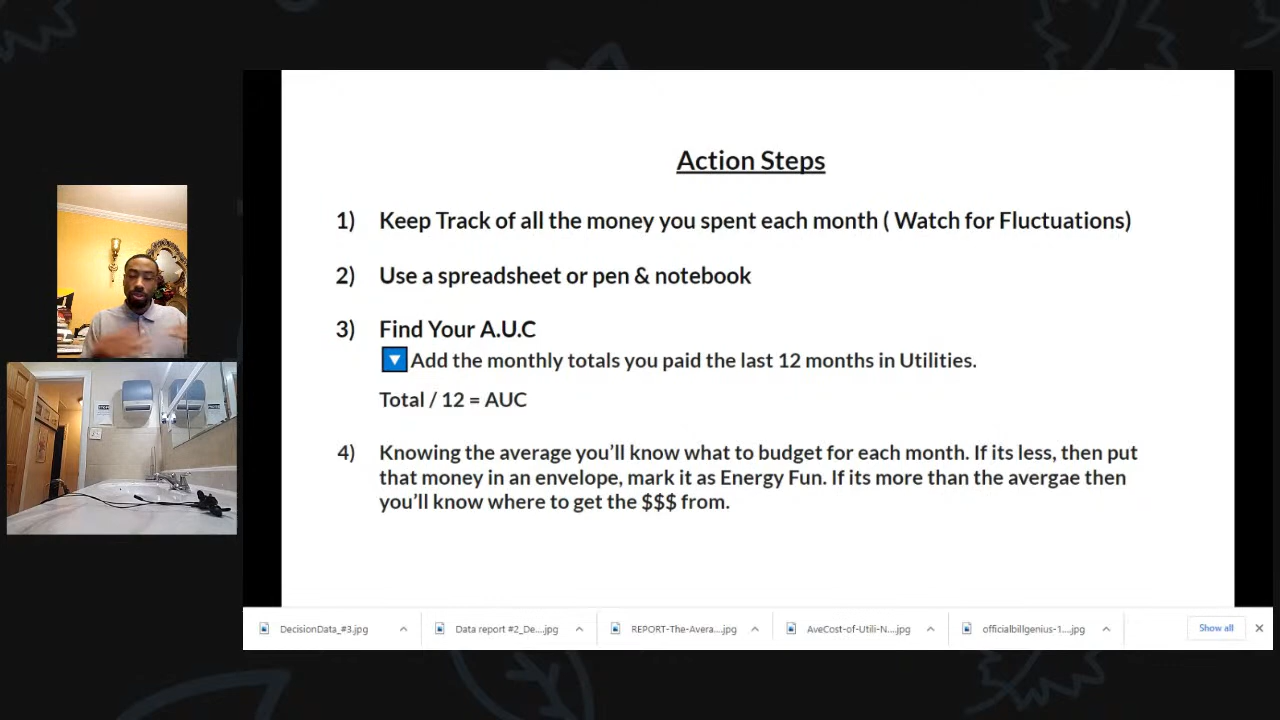 Action Steps
1) Keep Track of all the money you spent each month ( Watch for Fluctuations)
2) Use a spreadsheet or pen & notebook
3) Find Your A.U.C
Add the monthly totals you paid the last 12 months in Utilities.
Total / 12 = AUC
4) Knowing the average you'll know what to budget for each month. If its less, then put
that money in an envelope, mark it as Energy Fun. If its more than the avergae then
you'll know where to get the $$$ from.
DecisionData_#3.jpg
Data report #2_De....jpg
REPORT-The-Avera....jpg
AveCost-of-Utili-N....jpg
officialbillgenius-1....jpg
Show all